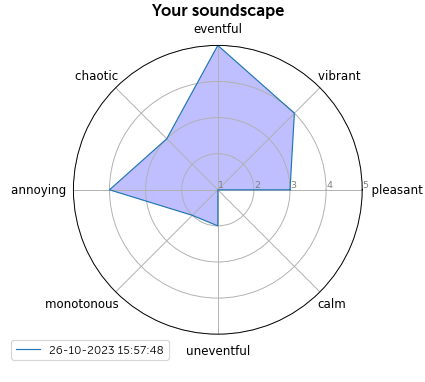 Your soundscape
eventful
chaotic
vibrant
annoying
1
2
3
4
5
pleasant
monotonous
calm
uneventful
26-10-2023 15:57:48